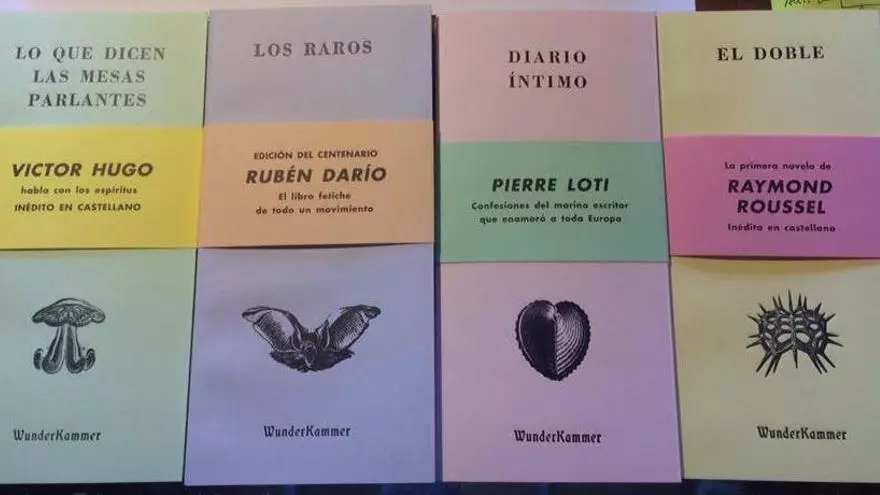 LO QUE DICEN
LAS MESAS
PARLANTES
VICTOR HUGO
habla con los espíritus
INÉDITO EN CASTELLANO
WunderKammer
LOS RAROS
EDICIÓN DEL CENTENARIO
RUBÉN DARÍO
El libro fetiche
de todo un movimiento
WunderKammer
DIARIO
ÍNTIMO
PIERRE LOTI
Confesiones del marino escritor
que enamoró a toda Europa
WunderKammer
EL DOBLE
La primera novela de
RAYMOND
ROUSSEL
Inédita en castellano
WunderKammer